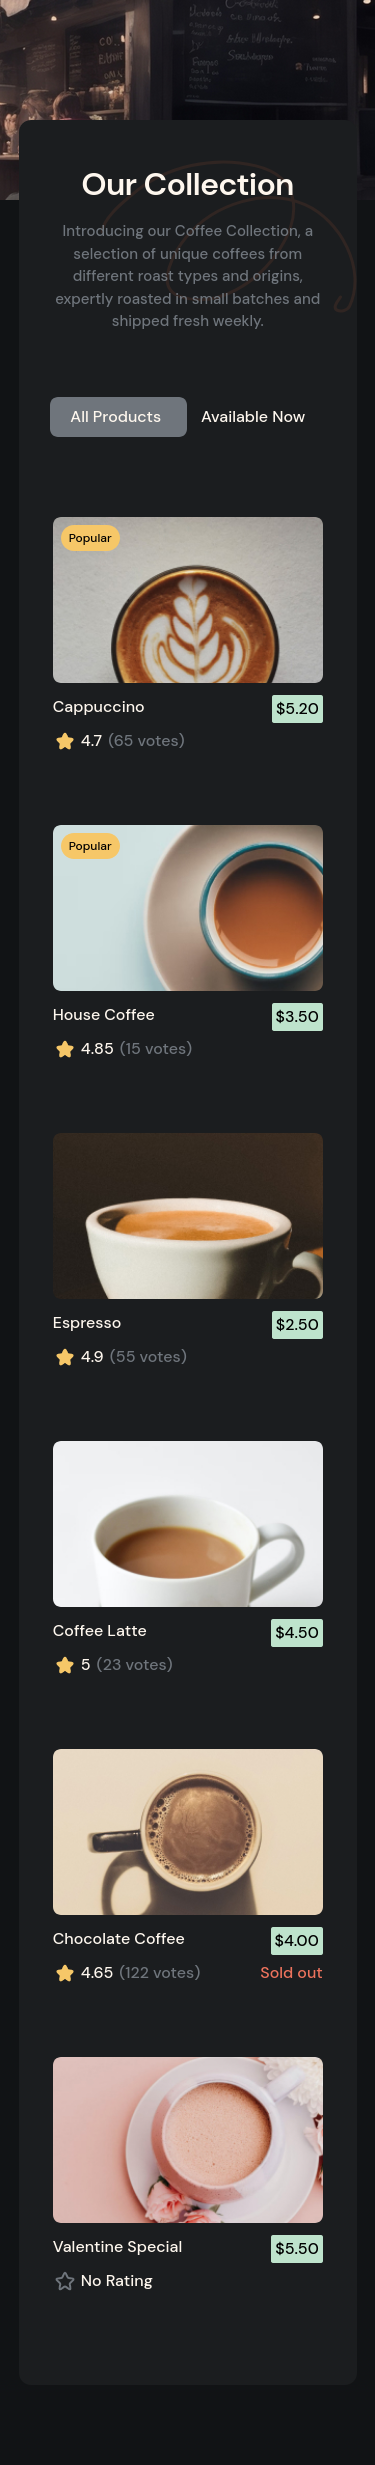 Our Collection
Introducing our Coffee Collection, a
selection of unique coffees from
different roast types and origins,
expertly roasted in small batches and
shipped fresh weekly.
All Products
Available Now
Popular
Cappuccino
$5.20
4.7 (65 votes)
Popular
House Coffee
$3.50
4.85 (15 votes)
Espresso
$2.50
4.9 (55 votes)
Coffee Latte
$4.50
5 (23 votes)
Chocolate Coffee
$4.00
4.65 (122 votes)
Sold out
Valentine Special
$5.50
No Rating